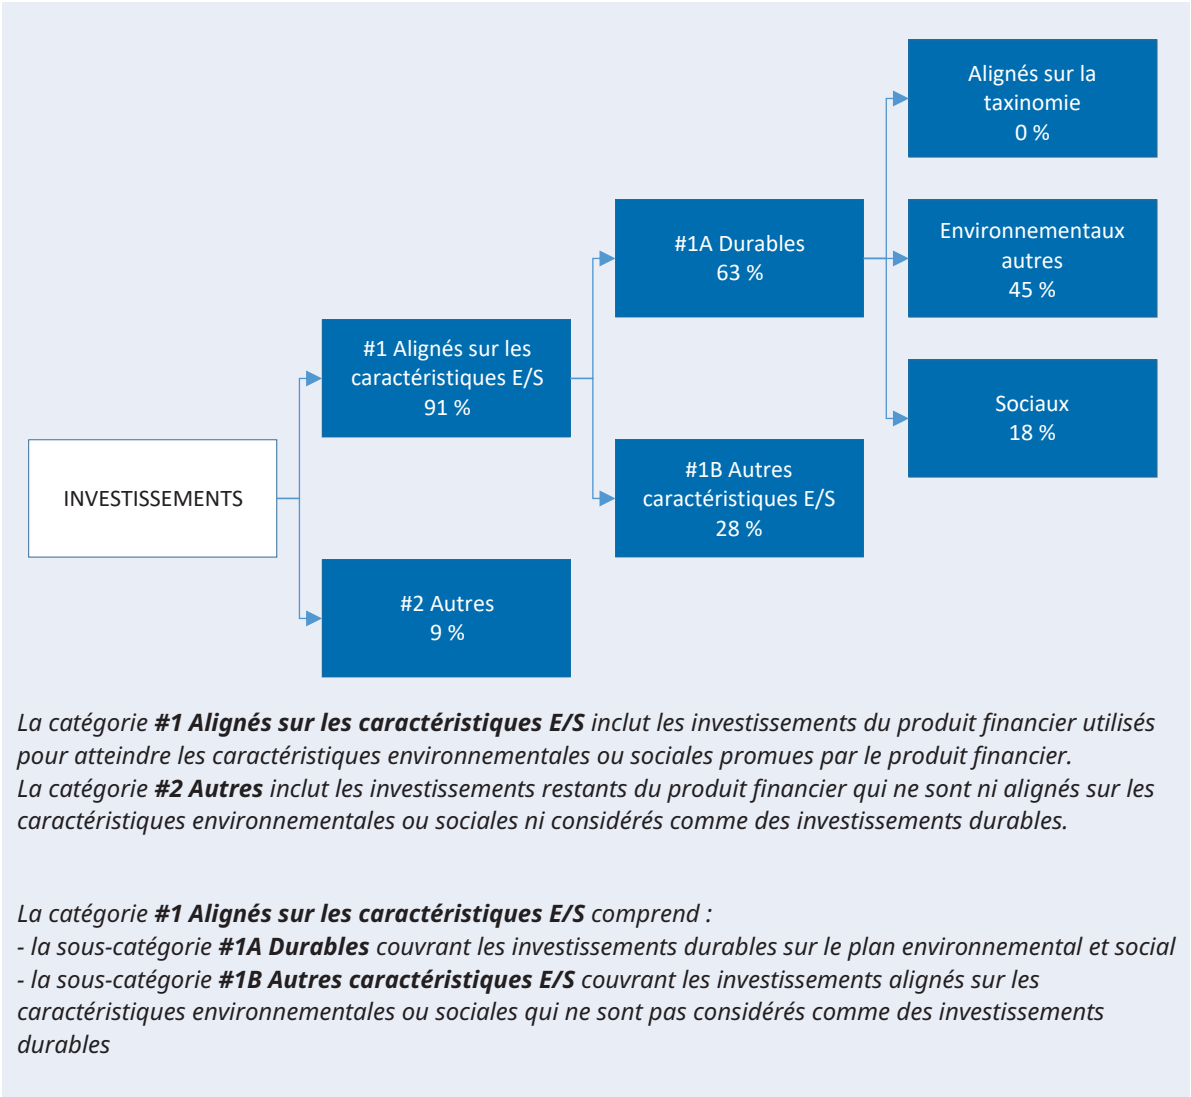 Alignés sur la
taxinomie
0 %
#1A Durables
63 %
Environnementaux
autres
45 %
#1 Alignés sur les
caractéristiques E/S
91 %
Sociaux
18 %
INVESTISSEMENTS
#1B Autres
caractéristiques E/S
28 %
#2 Autres
9 %
La catégorie #1 Alignés sur les caractéristiques E/S inclut les investissements du produit financier utilisés
pour atteindre les caractéristiques environnementales ou sociales promues par le produit financier.
La catégorie #2 Autres inclut les investissements restants du produit financier qui ne sont ni alignés sur les
caractéristiques environnementales ou sociales ni considérés comme des investissements durables.
La catégorie #1 Alignés sur les caractéristiques E/S comprend :
- la sous-catégorie #1A Durables couvrant les investissements durables sur le plan environnemental et social
- la sous-catégorie #1B Autres caractéristiques E/S couvrant les investissements alignés sur les
caractéristiques environnementales ou sociales qui ne sont pas considérés comme des investissements
durables